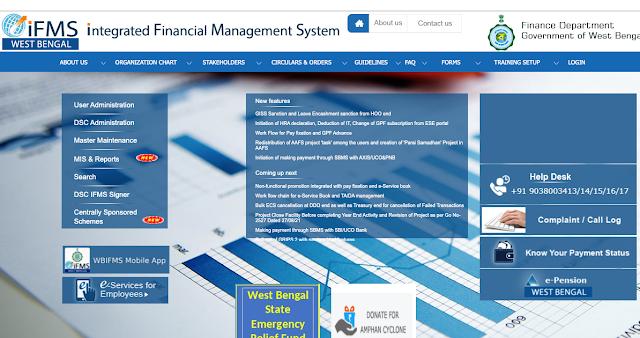 iFMS
WEST BENGAL
Integrated Financial Management System
About us
Contact us
Finance Department
Government of West Benga
ABOUT US
ORGANIZATION CHART
STAKEHOLDERS
CIRCULARS & ORDERS
GUIDELINES
FAQ
FORMS
TRAINING SETUP
LOGIN
User Administration
DSC Administration
Master Maintenance
MIS & Reports NEW
Search
DSC IFMS Signer
Centrally Sponsored
Schemes NEW
WBIFMS Mobile App
e-Services for
Employees
New features
GISS Sanction and Leave Encashment sanction from HOO end
Initiation of HRA declaration, Deduction of IT, Change of GPF subscription from ESE portal
Work Flow for Pay fixation and GPF Advance
Redistribution of AAFS project 'task' among the users and creation of 'Parai Samadhan' Project in
AAFS
Initiation of making payment through SBMS with AXIS/UCO&PNB
Coming up next
Non-functional promotion integrated with pay fixation and e-Service book
Work flow chain for e-Service Book and TA/DA management
Bulk ECS cancellation at DDO end as well as Treasury end for cancellation of Failed Transactions
Project Close Facility Before completing Year End Activity and Revision of Project as per Go No-
2527 Dated 27/08/21
Making payment through SBMS with SBI/UCO Bank
Help Desk
+91 9038003413/14/15/16/17
Complaint / Call Log
Know Your Payment Status
e-Pension
WEST BENGAL
West Bengal
State
Emergency
Relief Fund
DONATE FOR
AMPHAN CYCLONE
009